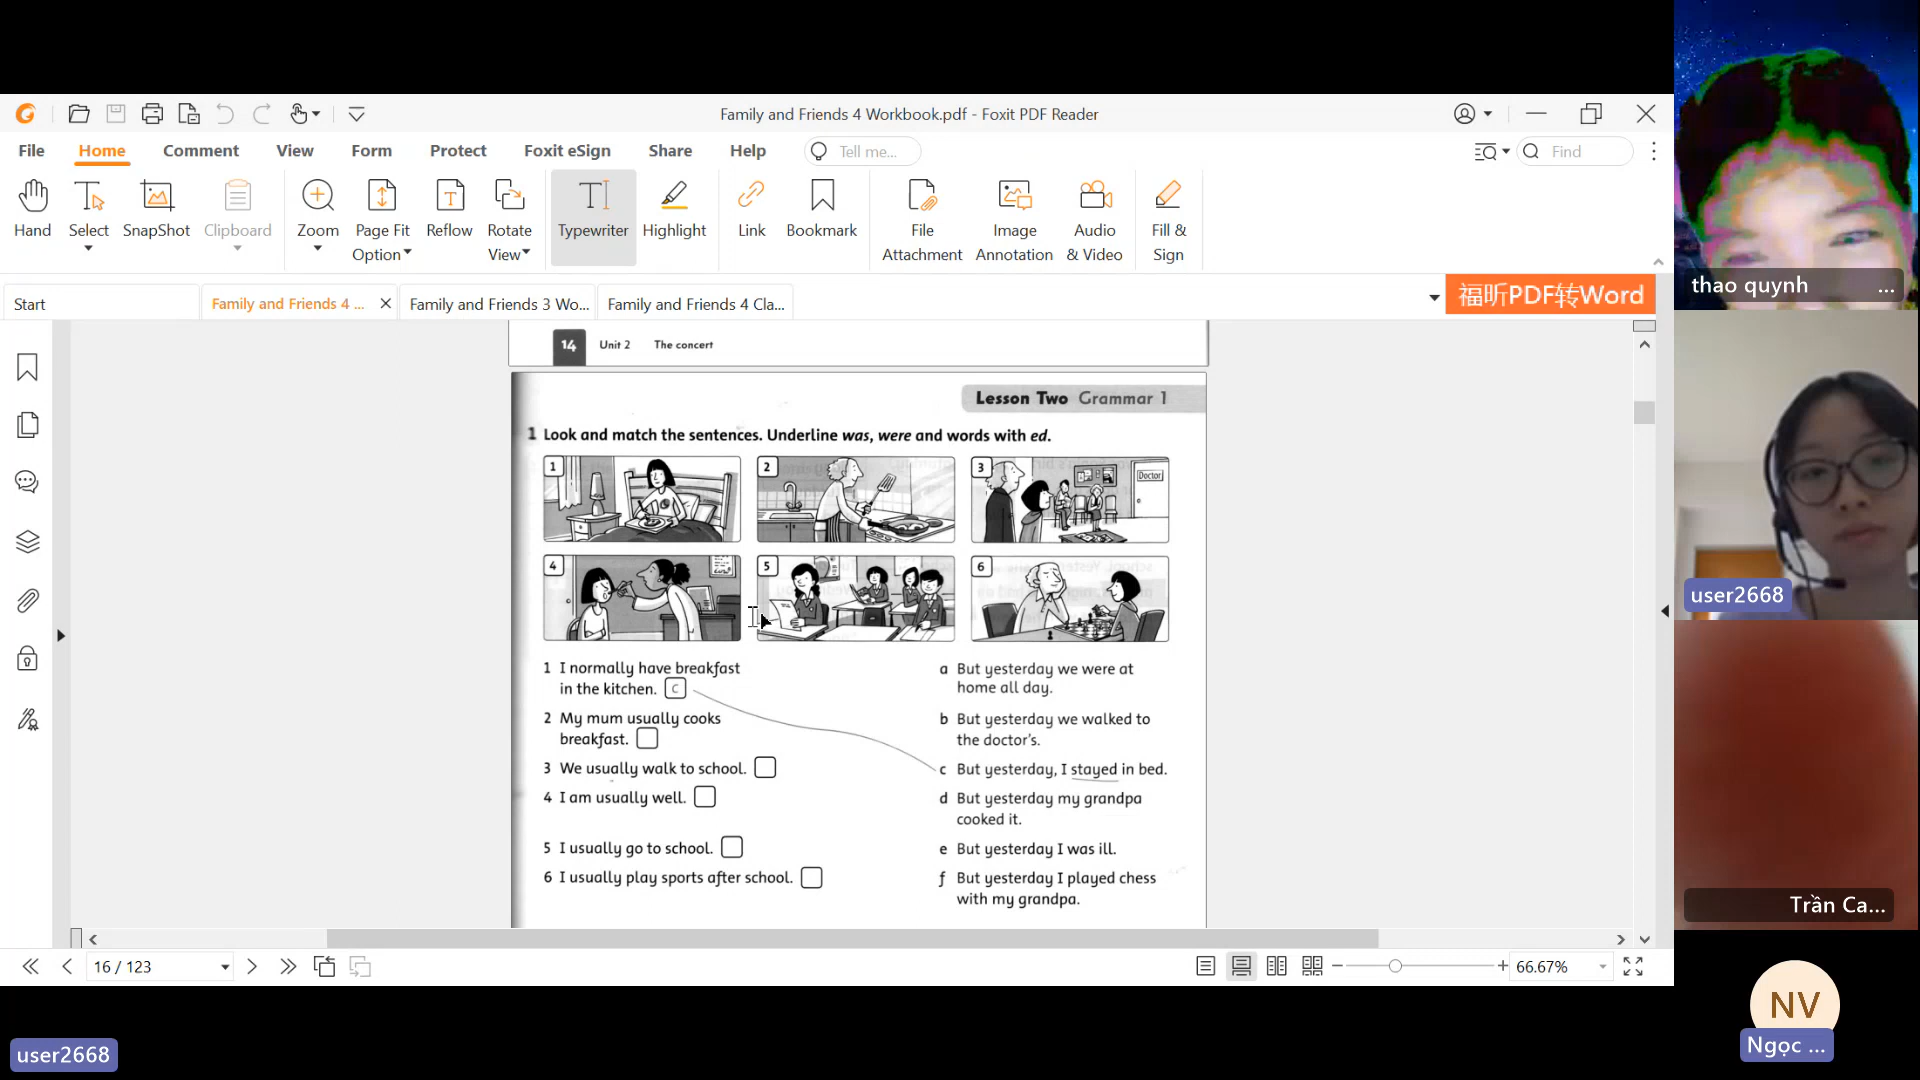 Family and Friends 4 Workbook.pdf - Foxit PDF Reader
File Home Comment View Form Protect Foxit eSign Share Help Tell me... Find
Hand Select SnapShot Clipboard Zoom Page Fit Option Reflow Rotate View Typewriter Highlight Link Bookmark File Attachment Image Annotation Audio & Video Fill & Sign
Start Family and Friends 4 ... Family and Friends 3 Wo... Family and Friends 4 Cla... 福昕PDF转Word
14 Unit 2 The concert
Lesson Two Grammar 1
1 Look and match the sentences. Underline was, were and words with ed.
1 2 3 Doctor
4 5 6
1 I normally have breakfast
in the kitchen. c
2 My mum usually cooks
breakfast.
3 We usually walk to school.
4 I am usually well.
5 I usually go to school.
6 I usually play sports after school.
a But yesterday we were at
home all day.
b But yesterday we walked to
the doctor's.
c But yesterday, I stayed in bed.
d But yesterday my grandpa
cooked it.
e But yesterday I was ill.
f But yesterday I played chess
with my grandpa.
16 / 123
66.67%
thao quynh ...
user2668
Trần Ca...
NV
Ngọc ...
user2668